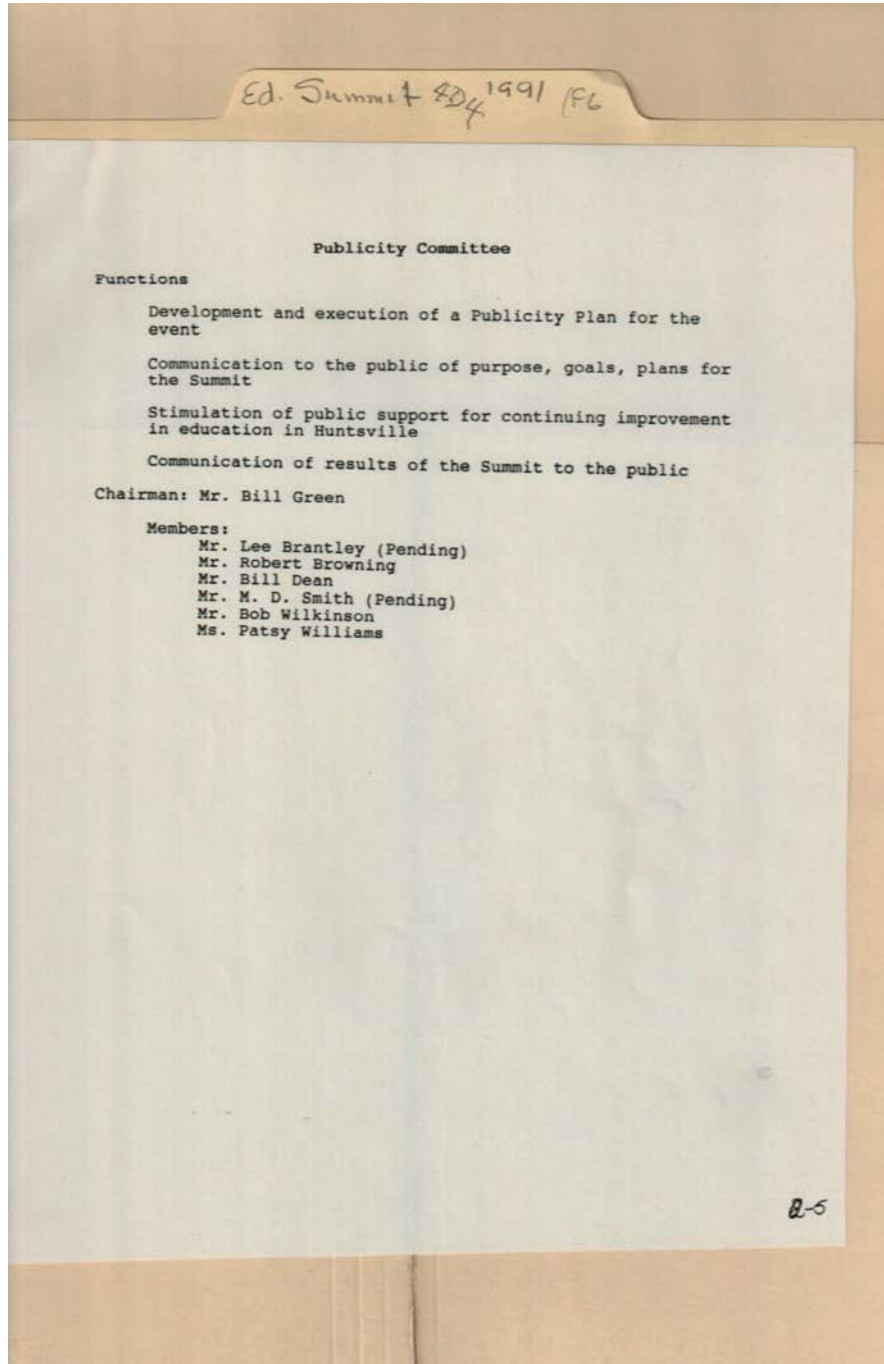 Ed. Summit 1991 (F6
Publicity Committee
Functions
Development and execution of a Publicity Plan for the
event
Communication to the public of purpose, goals, plans for
the Summit
Stimulation of public support for continuing improvement
in education in Huntsville
Communication of results of the Summit to the public
Chairman: Mr. Bill Green
Members:
Mr. Lee Brantley (Pending)
Mr. Robert Browning
Mr. Bill Dean
Mr. M. D. Smith (Pending)
Mr. Bob Wilkinson
Ms. Patsy Williams